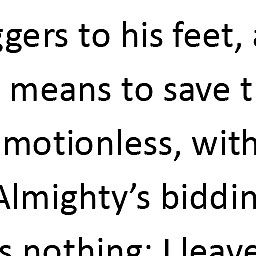 ggers to his feet,
means to save t
motionless, with
Almighty’s biddin
s nothing; I leave